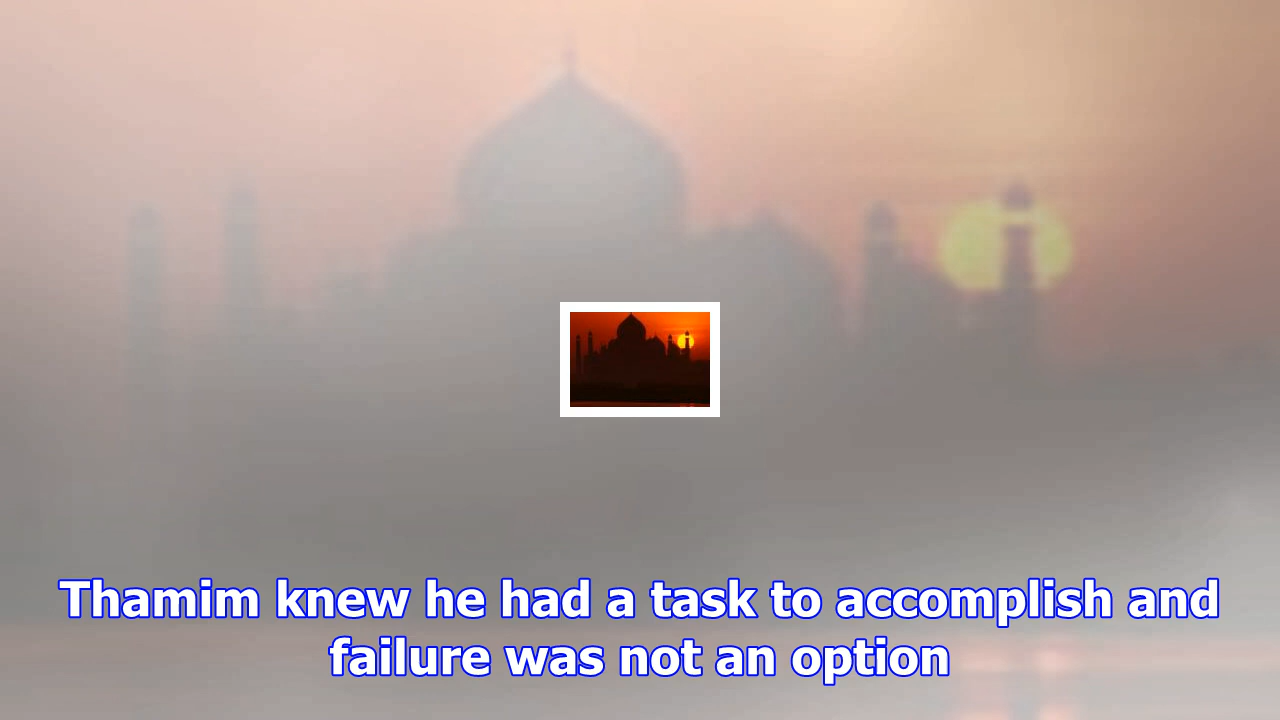 Thamim knew he had a task to accomplish and
failure was not an option